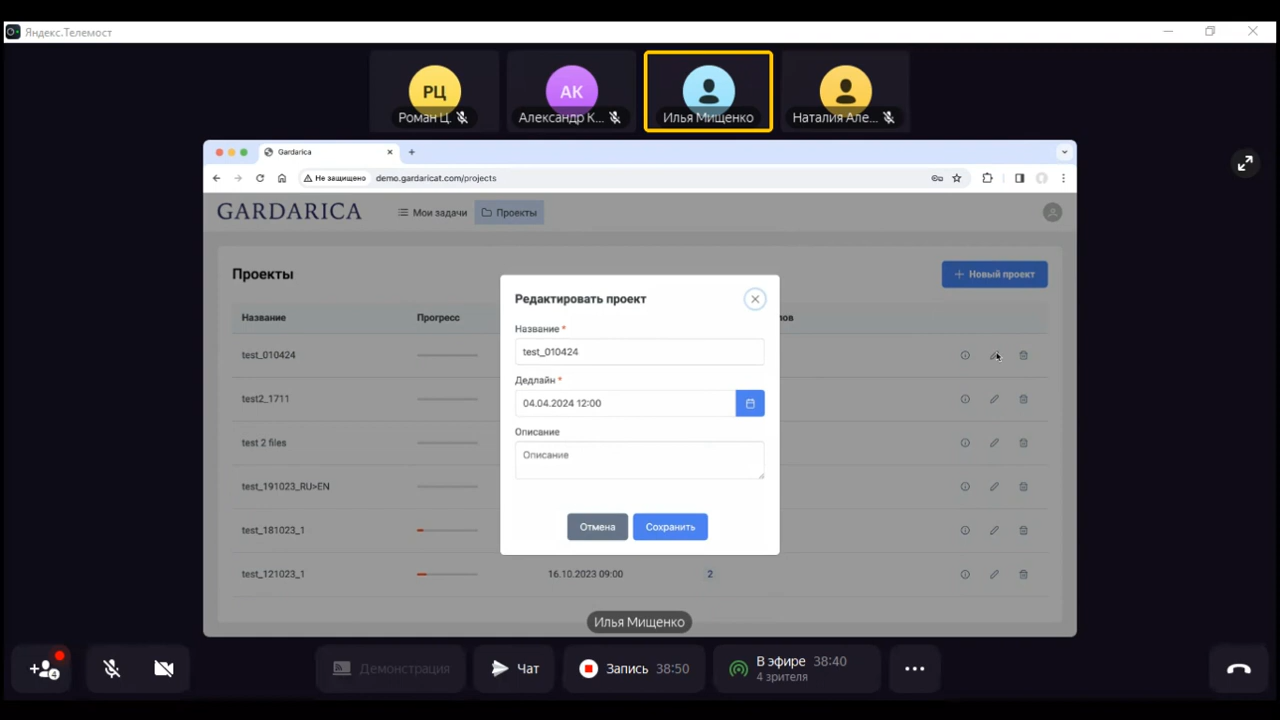 Яндекс.Телемост
РЦ
АК
Роман Ц.
Александр К...
Илья Мищенко
Наталия Але...
Gardarica
Не защищено
demo.gardaricat.com/projects
GARDARICA
Мои задачи
Проекты
Проекты
Новый проект
Название
Прогресс
лов
test_010424
test2_1711
test 2 files
test_191023_RU>EN
test_181023_1
test_121023_1
16.10.2023 09:00
2
Редактировать проект
Название *
test_010424
Дедлайн *
04.04.2024 12:00
Описание
Описание
Отмена
Сохранить
Илья Мищенко
4
Демонстрация
Чат
Запись 38:50
В эфире 38:40
4 зрителя